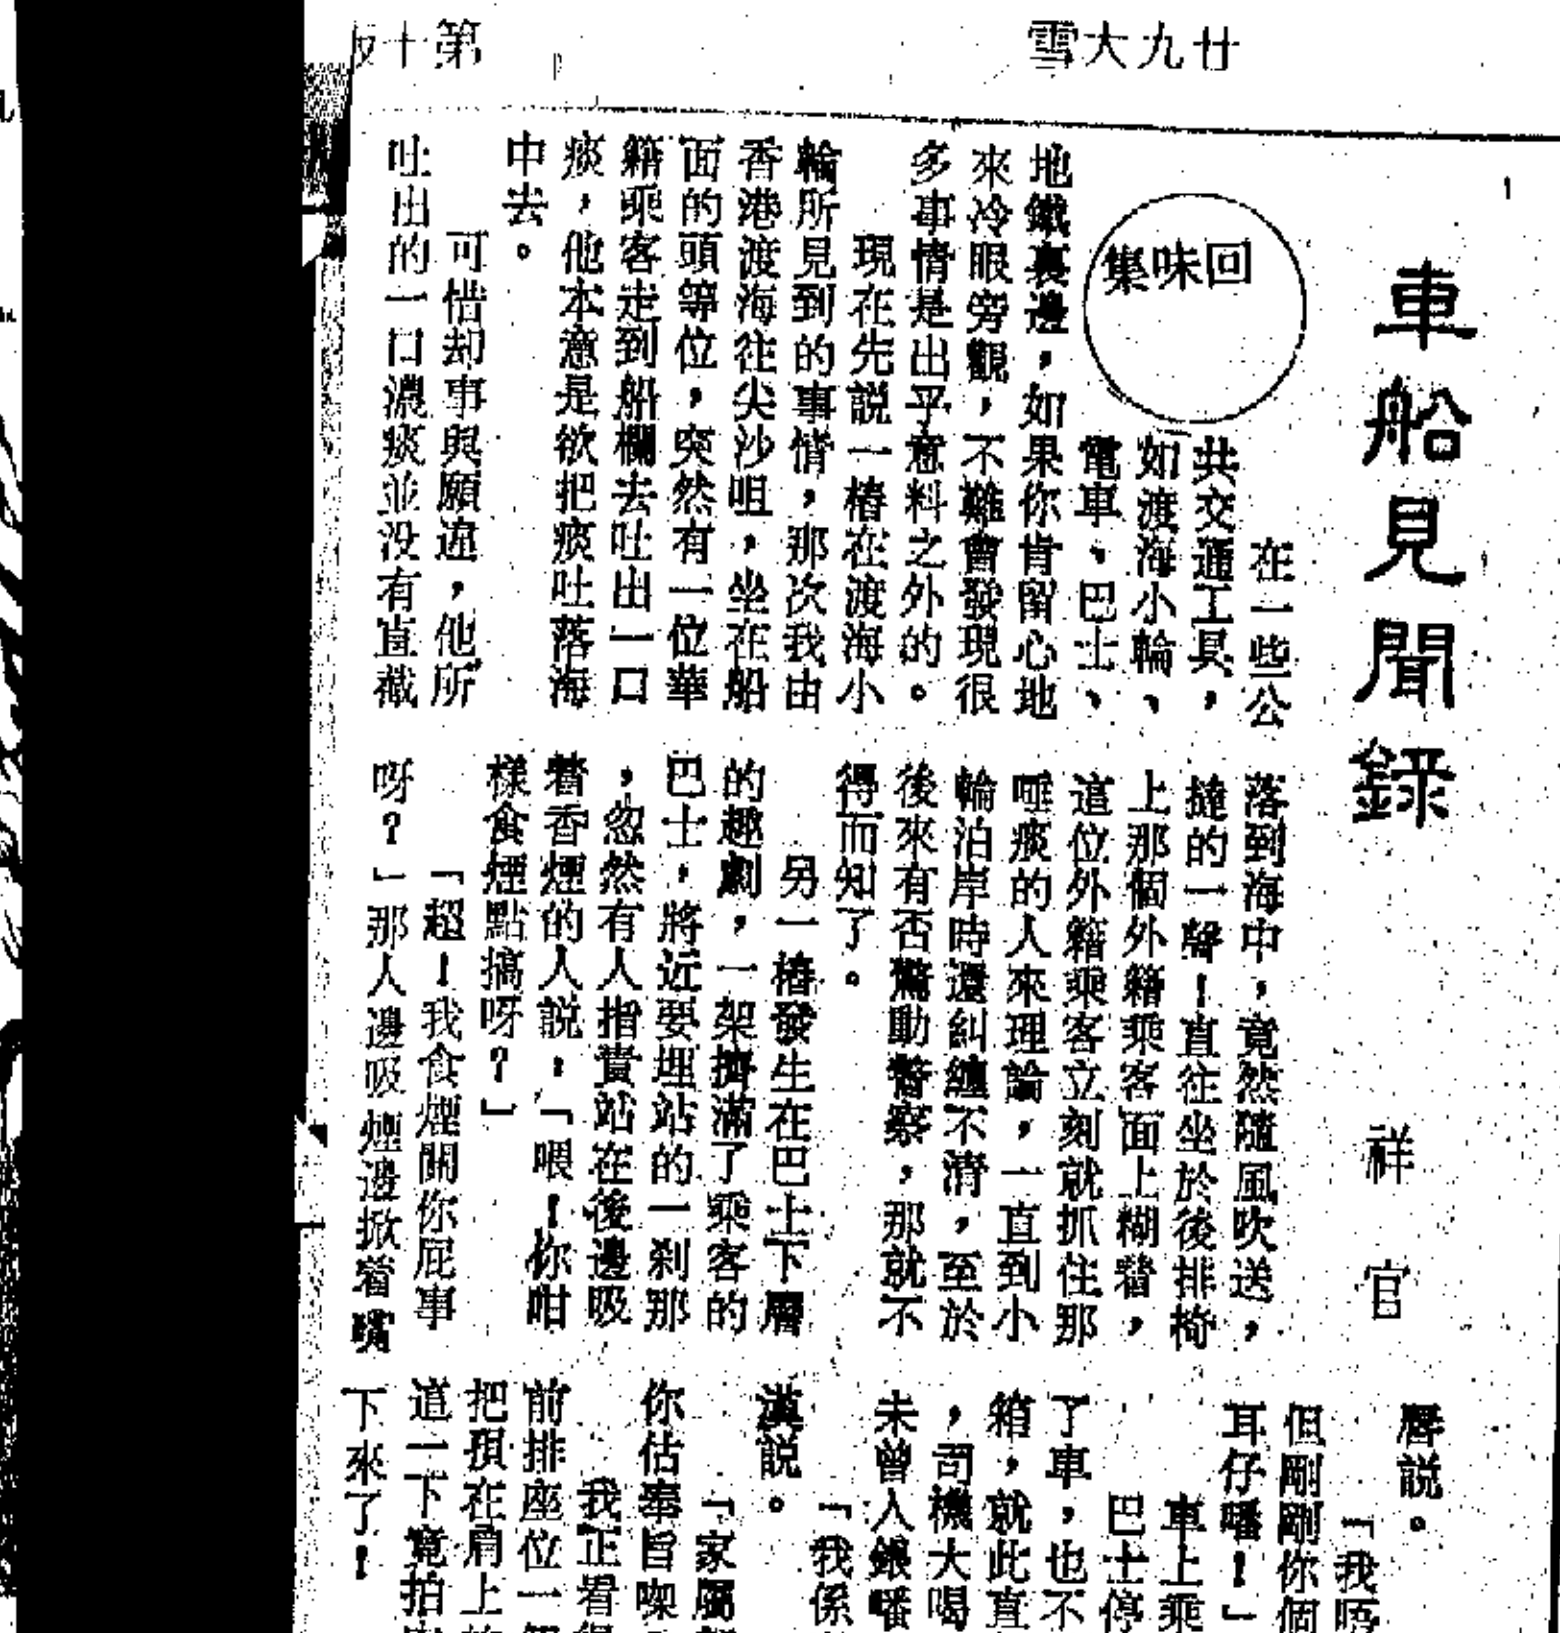 廿九大雪
第十版
車船見聞錄
祥官
回味集
在一些公
共交通工具，
如渡海小輪、
電車、巴士、
地鐵裏邊，如果你肯留心地
來冷眼旁觀，不難會發現很
多事情是出乎意料之外的。
現在先説一樁在渡海小
輪所見到的事情，那次我由
香港渡海往尖沙咀，坐在船
面的頭等位，突然有一位華
籍乘客走到船欄去吐出一口
痰，他本意是欲把痰吐落海
中去。
可惜却事與願違，他所
吐出的一口濃痰並没有直截
落到海中，竟然隨風吹送，
撻的一聲！直往坐於後排椅
上那個外籍乘客面上糊着，
這位外籍乘客立刻就抓住那
唾痰的人來理論，一直到小
輪泊岸時還糾纏不清，至於
後來有否驚動警察，那就不
得而知了。
另一樁發生在巴士下層
的趣劇，一架擠滿了乘客的
巴士，將近要埋站的一刹那
，忽然有人指責站在後邊吸
着香煙的人説，「喂！你咁
樣食煙點搞呀？」
「超！我食煙關你屁事
呀？」那人邊吸煙邊掀着嘴
唇説。
「我唔
但剛剛你個
耳仔噃！」
車上乘
巴士停
了車，也不
箱，就此直
，司機大喝
未曾入錢噃
「我係
漢説。
「家屬
你估奉旨㗎
我正看得
前排座位一
把孭在肩上
道一下竟拍
下來了！